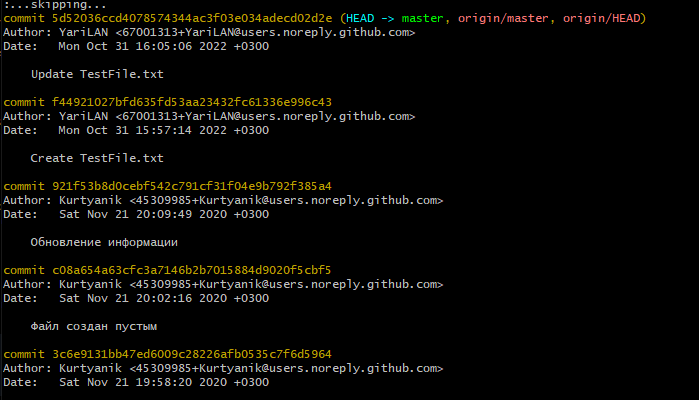 :...skipping...
commit 5d52036ccd4078574344ac3f03e034adecd02d2e (HEAD -> master, origin/master, origin/HEAD)
Author: YariLAN <67001313+YariLAN@users.noreply.github.com>
Date:   Mon Oct 31 16:05:06 2022 +0300
Update TestFile.txt
commit f44921027bfd635fd53aa23432fc61336e996c43
Author: YariLAN <67001313+YariLAN@users.noreply.github.com>
Date:   Mon Oct 31 15:57:14 2022 +0300
Create TestFile.txt
commit 921f53b8d0cebf542c791cf31f04e9b792f385a4
Author: Kurtyanik <45309985+Kurtyanik@users.noreply.github.com>
Date:   Sat Nov 21 20:09:49 2020 +0300
Обновление информации
commit c08a654a63cfc3a7146b2b7015884d9020f5cbf5
Author: Kurtyanik <45309985+Kurtyanik@users.noreply.github.com>
Date:   Sat Nov 21 20:02:16 2020 +0300
Файл создан пустым
commit 3c6e9131bb47ed6009c28226afb0535c7f6d5964
Author: Kurtyanik <45309985+Kurtyanik@users.noreply.github.com>
Date:   Sat Nov 21 19:58:20 2020 +0300